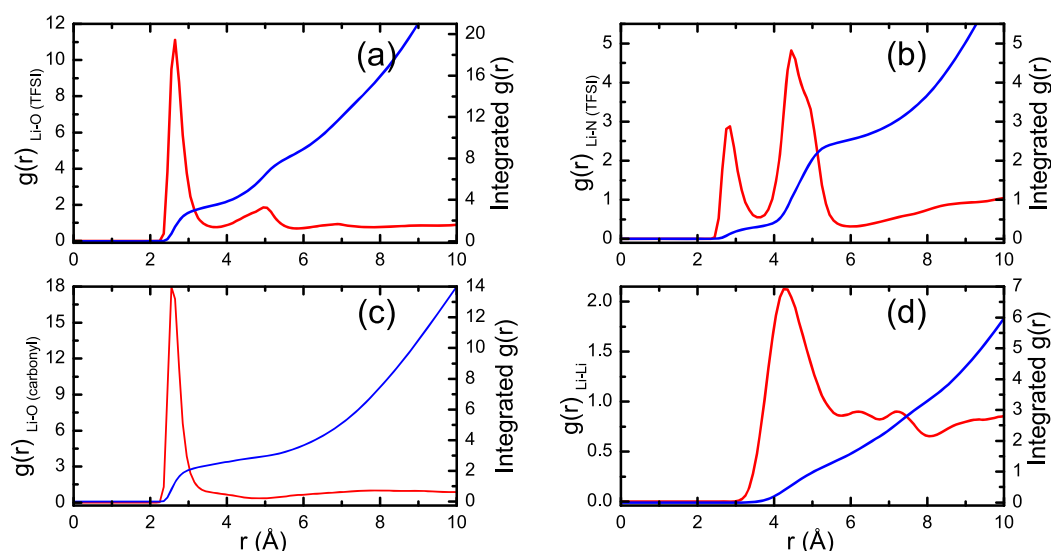 12
10
8
6
4
2
0
g(r) Li-O (TFSI)
(a)
20
16
12
8
4
0
Integrated g(r)
0 2 4 6 8 10
5
4
3
2
1
0
g(r) Li-N (TFSI)
(b)
5
4
3
2
1
0
Integrated g(r)
0 2 4 6 8 10
18
15
12
9
6
3
0
g(r) Li-O (carbonyl)
(c)
14
12
10
8
6
4
2
0
Integrated g(r)
0 2 4 6 8 10
r (Å)
2.0
1.5
1.0
0.5
0.0
g(r) Li-Li
(d)
7
6
5
4
3
2
1
0
Integrated g(r)
0 2 4 6 8 10
r (Å)